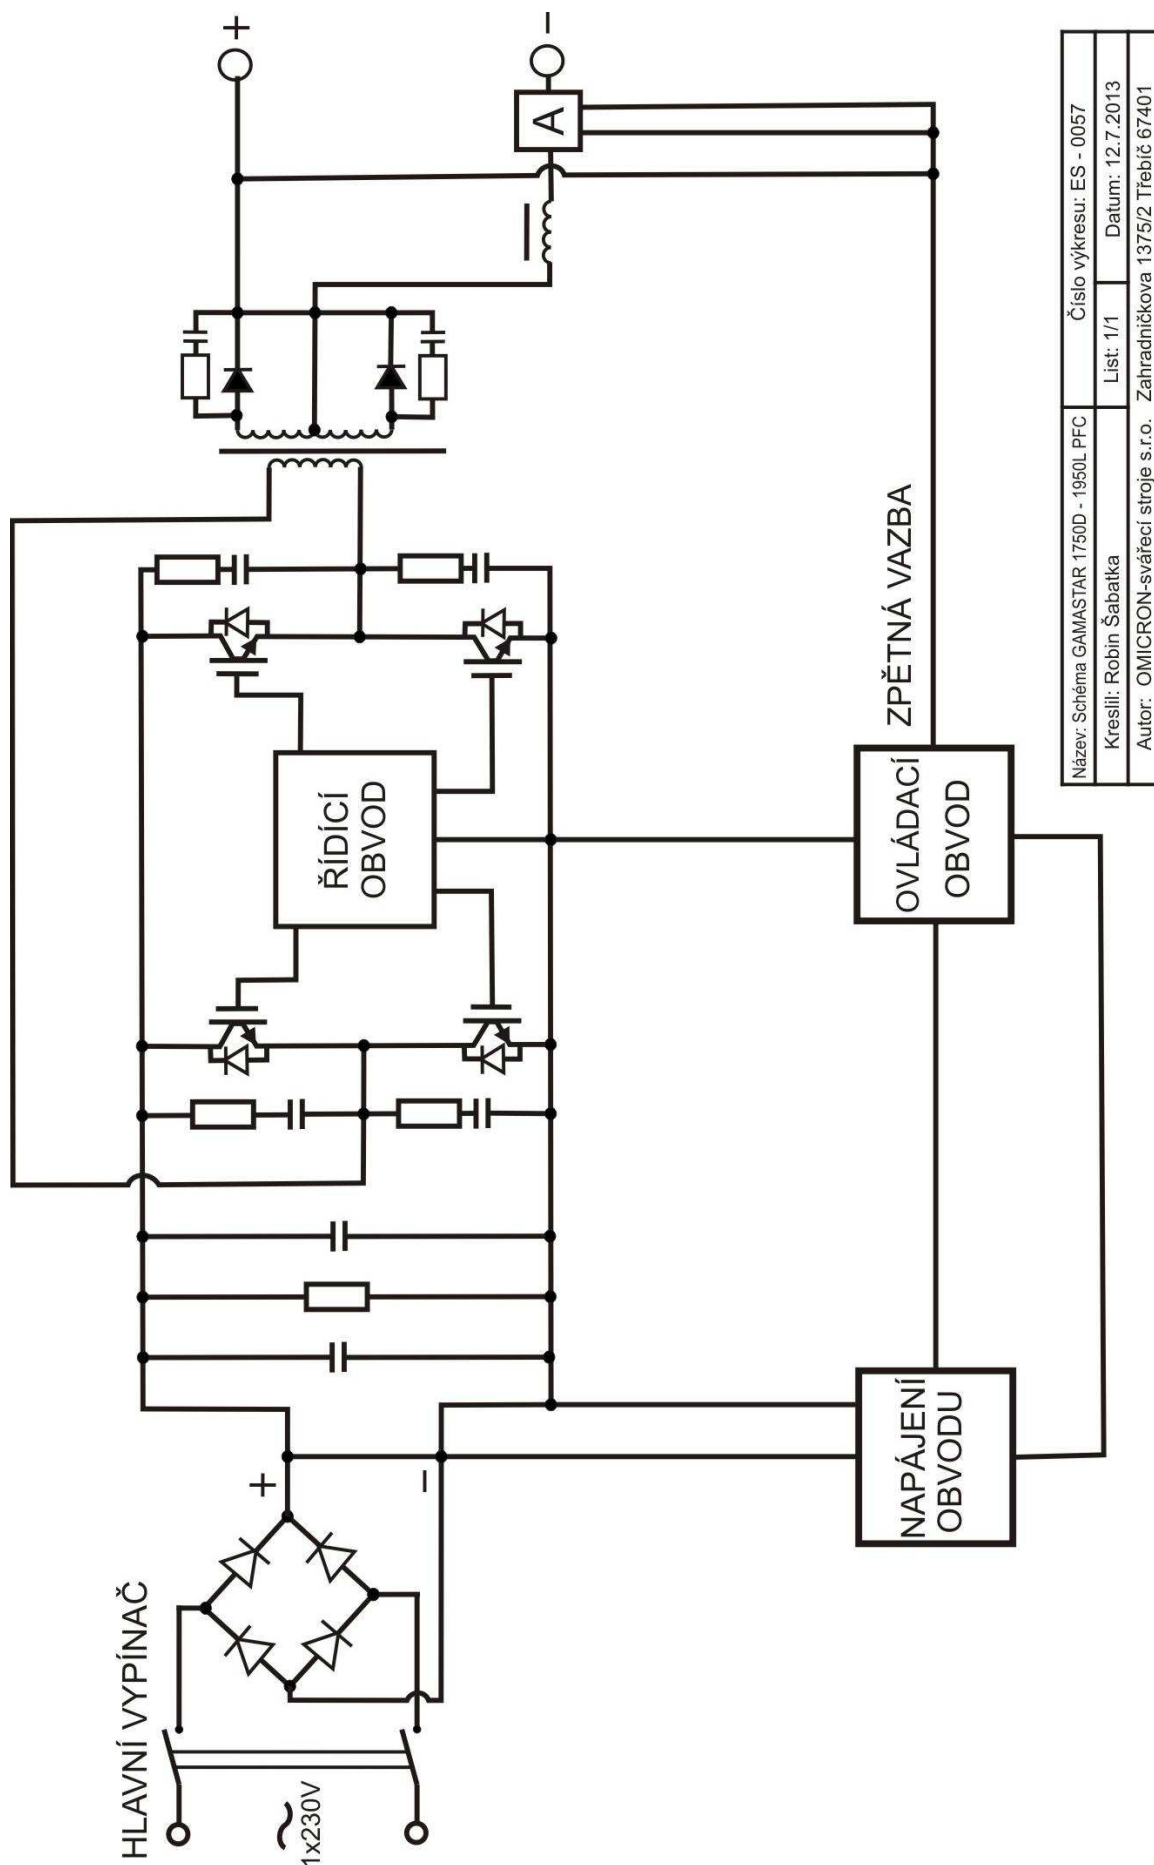 HLAVNÍ VYPÍNAČ
1x230V
+
−
ŘÍDÍCÍ
OBVOD
+
−
A
NAPÁJENÍ
OBVODU
OVLÁDACÍ
OBVOD
ZPĚTNÁ VAZBA
Název: Schéma GAMASTAR 1750D - 1950L PFC
Číslo výkresu: ES - 0057
Kreslil: Robin Šabatka
List: 1/1
Datum: 12.7.2013
Autor: OMICRON-svářecí stroje s.r.o. Zahradníčkova 1375/2 Třebíč 67401